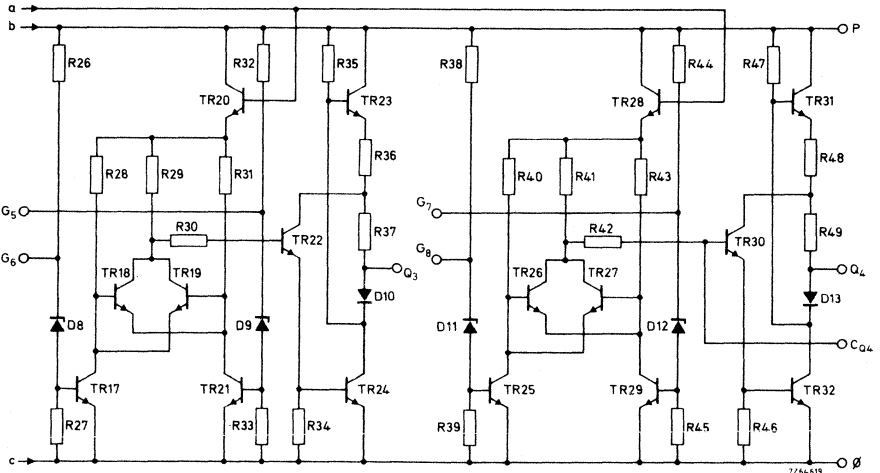 a
b
P
R26
R32
R35
R38
R44
R47
TR20
TR23
TR28
TR31
R28
R29
R31
R36
R40
R41
R43
R48
G5
G7
R30
TR22
R37
R42
TR30
R49
G6
G8
TR18
TR19
Q3
TR26
TR27
Q4
D8
D9
D10
D11
D12
D13
CQ4
TR17
TR21
TR24
TR25
TR29
TR32
R27
R33
R34
R39
R45
R46
c
Ø
7264619